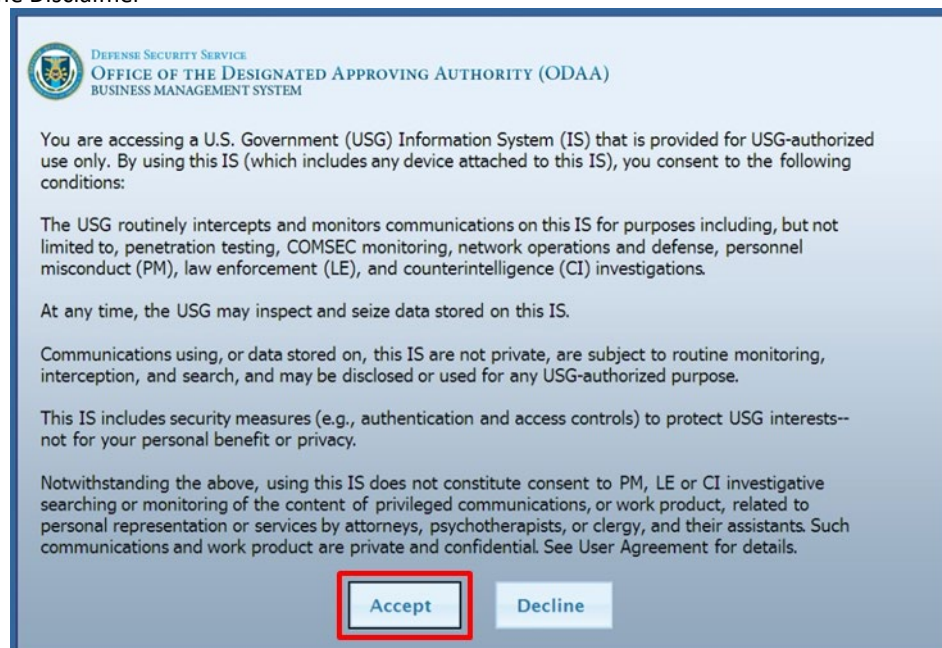 DEFENSE SECURITY SERVICE
OFFICE OF THE DESIGNATED APPROVING AUTHORITY (ODAA)
BUSINESS MANAGEMENT SYSTEM
You are accessing a U.S. Government (USG) Information System (IS) that is provided for USG-authorized
use only. By using this IS (which includes any device attached to this IS), you consent to the following
conditions:
The USG routinely intercepts and monitors communications on this IS for purposes including, but not
limited to, penetration testing, COMSEC monitoring, network operations and defense, personnel
misconduct (PM), law enforcement (LE), and counterintelligence (CI) investigations.
At any time, the USG may inspect and seize data stored on this IS.
Communications using, or data stored on, this IS are not private, are subject to routine monitoring,
interception, and search, and may be disclosed or used for any USG-authorized purpose.
This IS includes security measures (e.g., authentication and access controls) to protect USG interests--
not for your personal benefit or privacy.
Notwithstanding the above, using this IS does not constitute consent to PM, LE or CI investigative
searching or monitoring of the content of privileged communications, or work product, related to
personal representation or services by attorneys, psychotherapists, or clergy, and their assistants. Such
communications and work product are private and confidential. See User Agreement for details.
Accept Decline